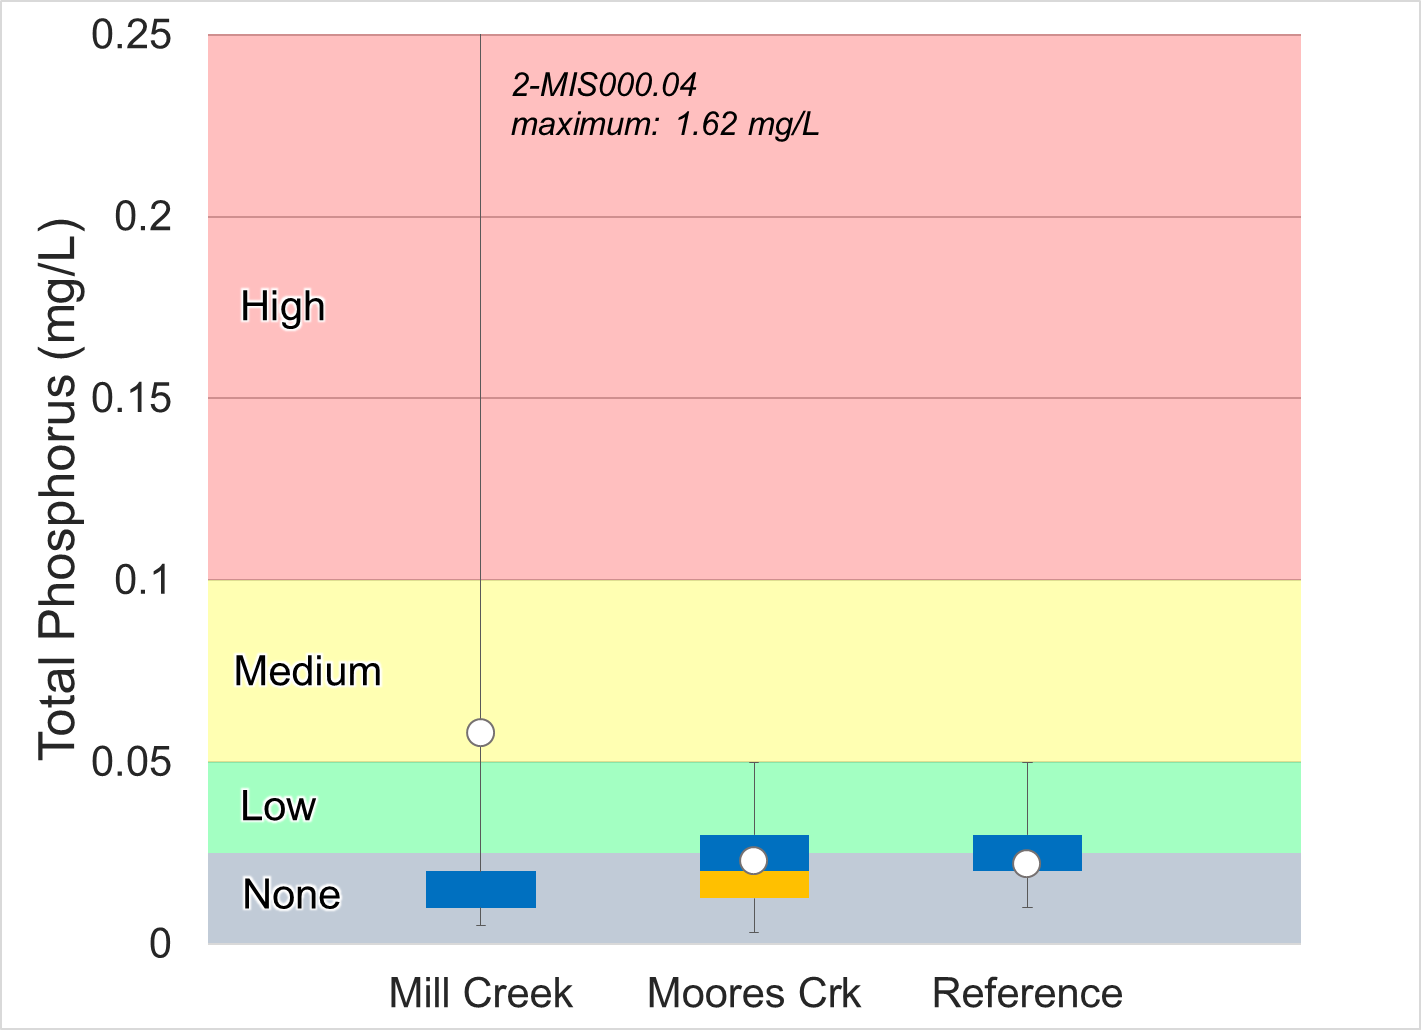 Total Phosphorus (mg/L)
0.25
0.2
0.15
0.1
0.05
0
2-MIS000.04
maximum: 1.62 mg/L
High
Medium
Low
None
Mill Creek
Moores Crk
Reference